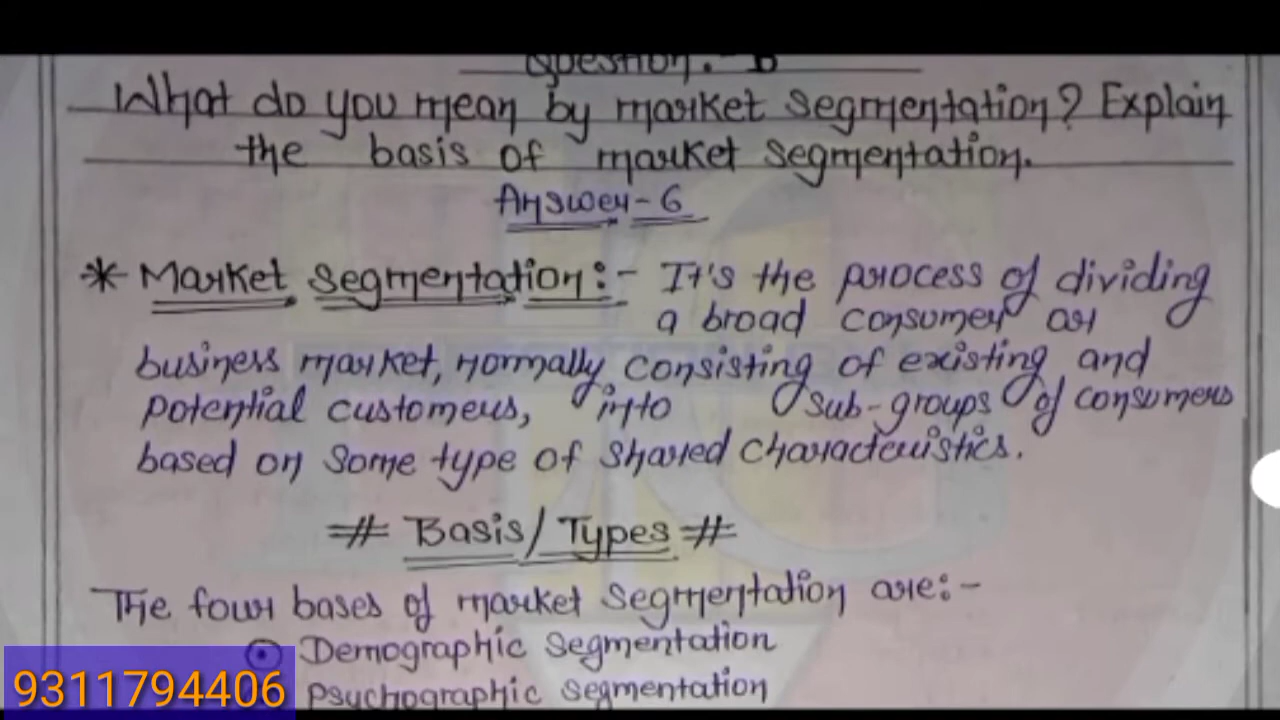 Question. - 6
What do you mean by market segmentation? Explain
the basis of market segmentation.
Answer - 6
* Market segmentation:- It's the process of dividing
a broad consumer or
business market, normally consisting of existing and
potential customers, into sub-groups of consumers
based on some type of shared characteristics.
# Basis/Types #
The four bases of market segmentation are:-
Demographic segmentation
Psychographic segmentation
9311794406